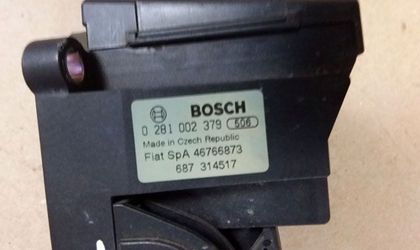 BOSCH
0 281 002 379 506
Made in Czech Republic
Fiat SpA 46766873
687 314517